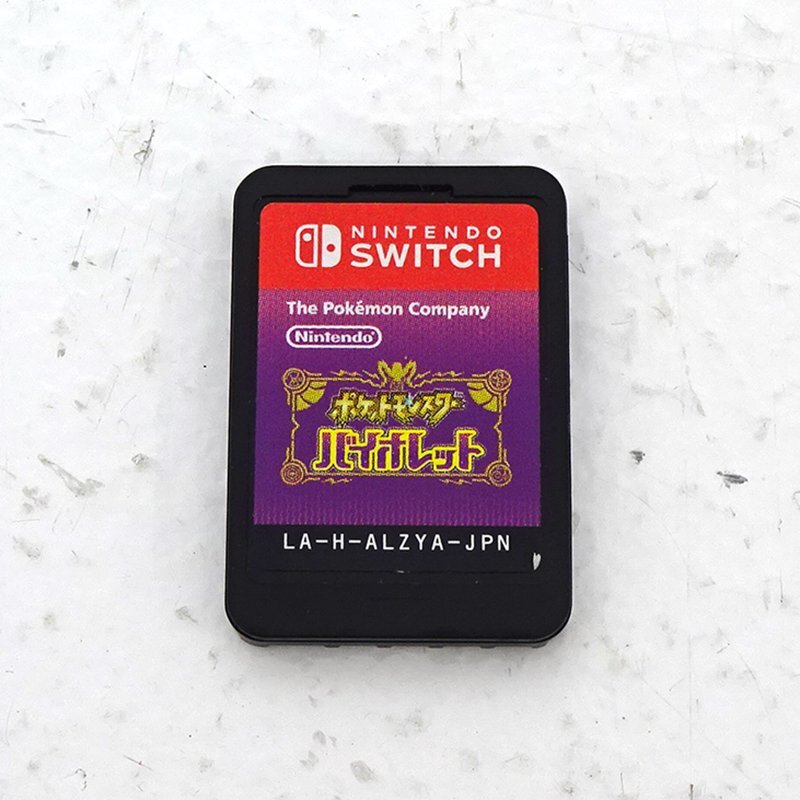 NINTENDO
SWITCH
The Pokémon Company
Nintendo
ポケットモンスター
バイオレット
LA-H-ALZYA-JPN